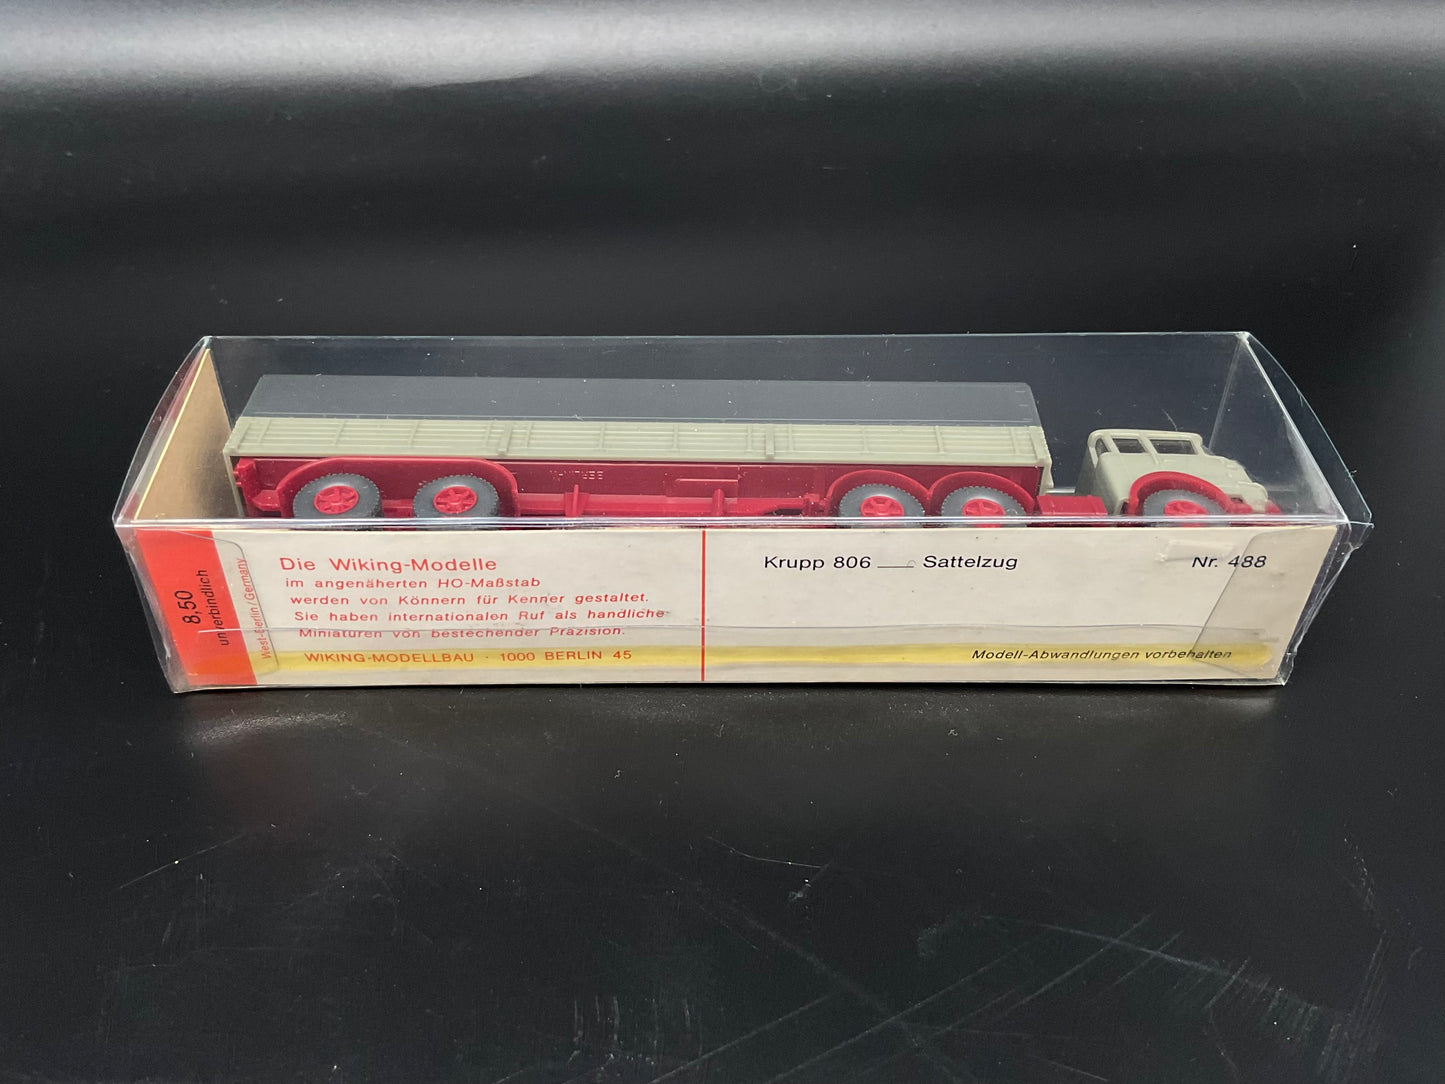 8,50
unverbindlich
West-Berlin/Germany
Die Wiking-Modelle
im angenäherten HO-Maßstab
werden von Könnern für Kenner gestaltet.
Sie haben internationalen Ruf als handliche
Miniaturen von bestechender Präzision.
WIKING-MODELLBAU · 1000 BERLIN 45
Krupp 806 Sattelzug
Nr. 488
Modell-Abwandlungen vorbehalten